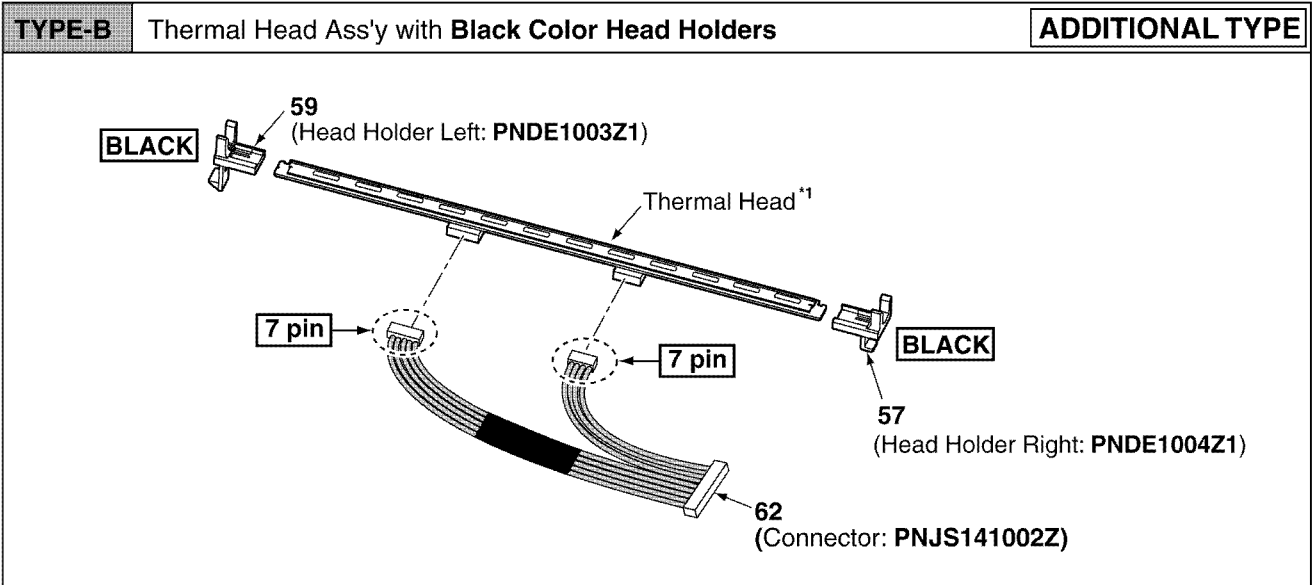 TYPE-B Thermal Head Ass'y with Black Color Head Holders ADDITIONAL TYPE
59
(Head Holder Left: PNDE1003Z1)
BLACK
Thermal Head*1
7 pin
7 pin
BLACK
57
(Head Holder Right: PNDE1004Z1)
62
(Connector: PNJS141002Z)